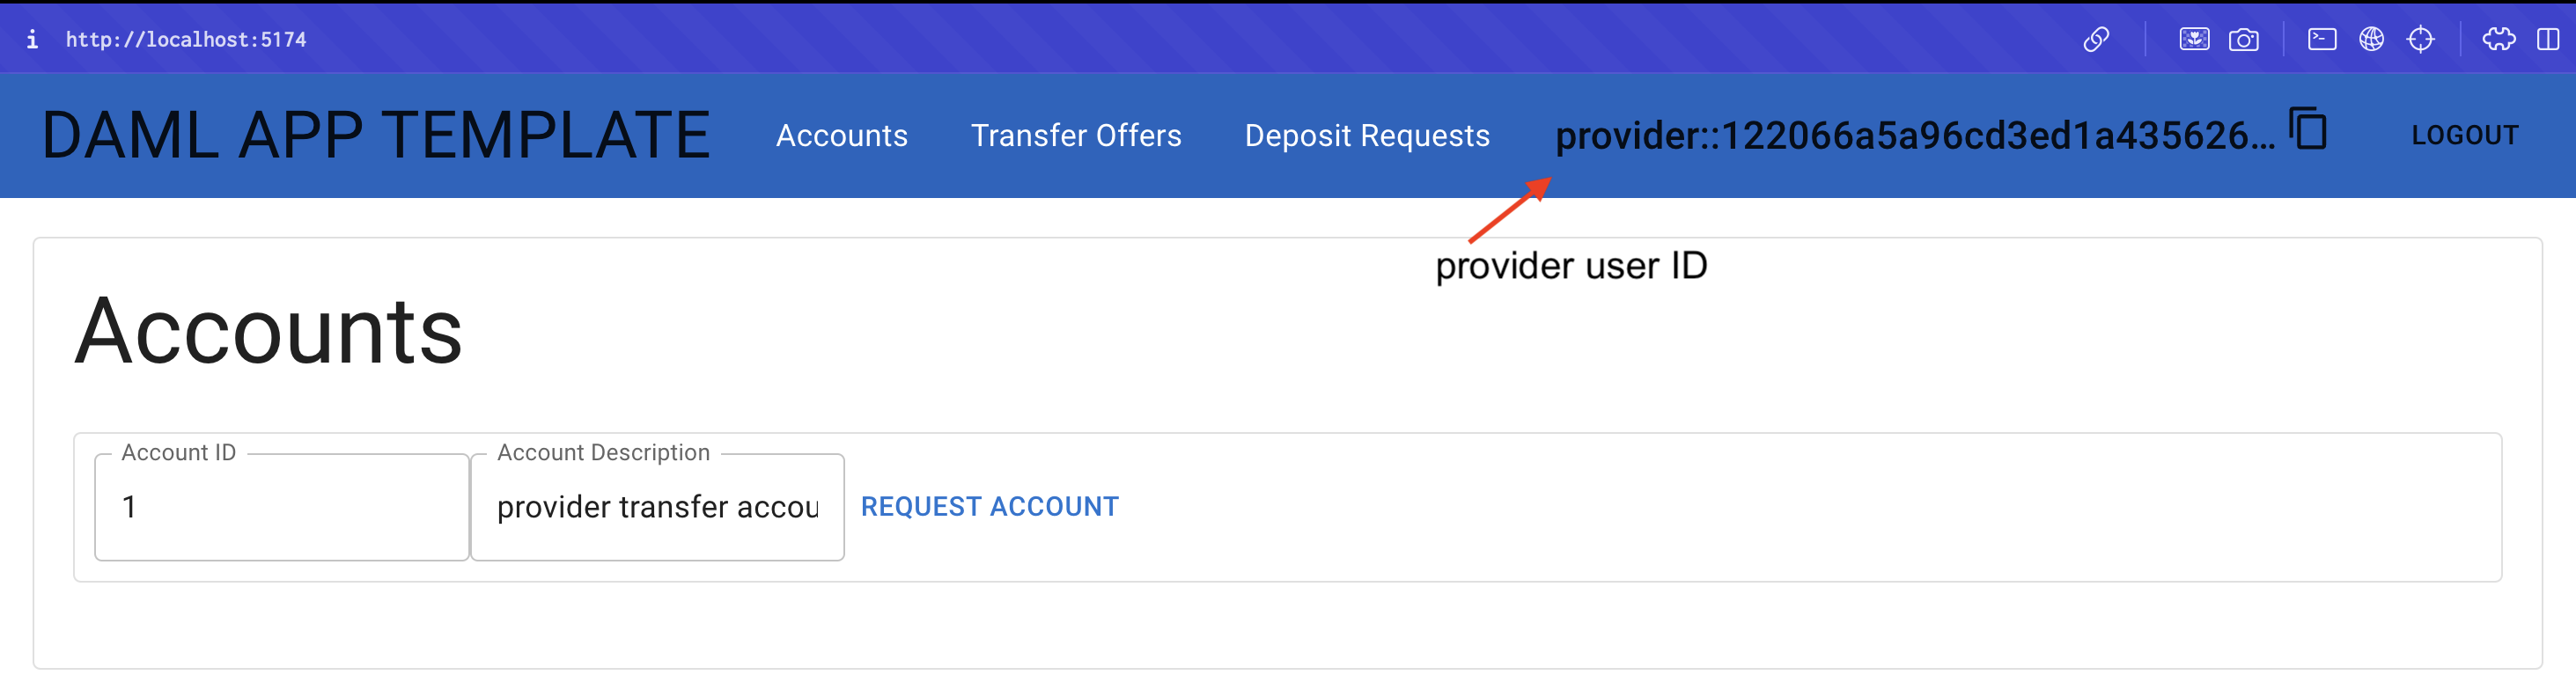 i http://localhost:5174
DAML APP TEMPLATE Accounts Transfer Offers Deposit Requests provider::122066a5a96cd3ed1a435626... LOGOUT
provider user ID
Accounts
Account ID Account Description
1 provider transfer accou REQUEST ACCOUNT